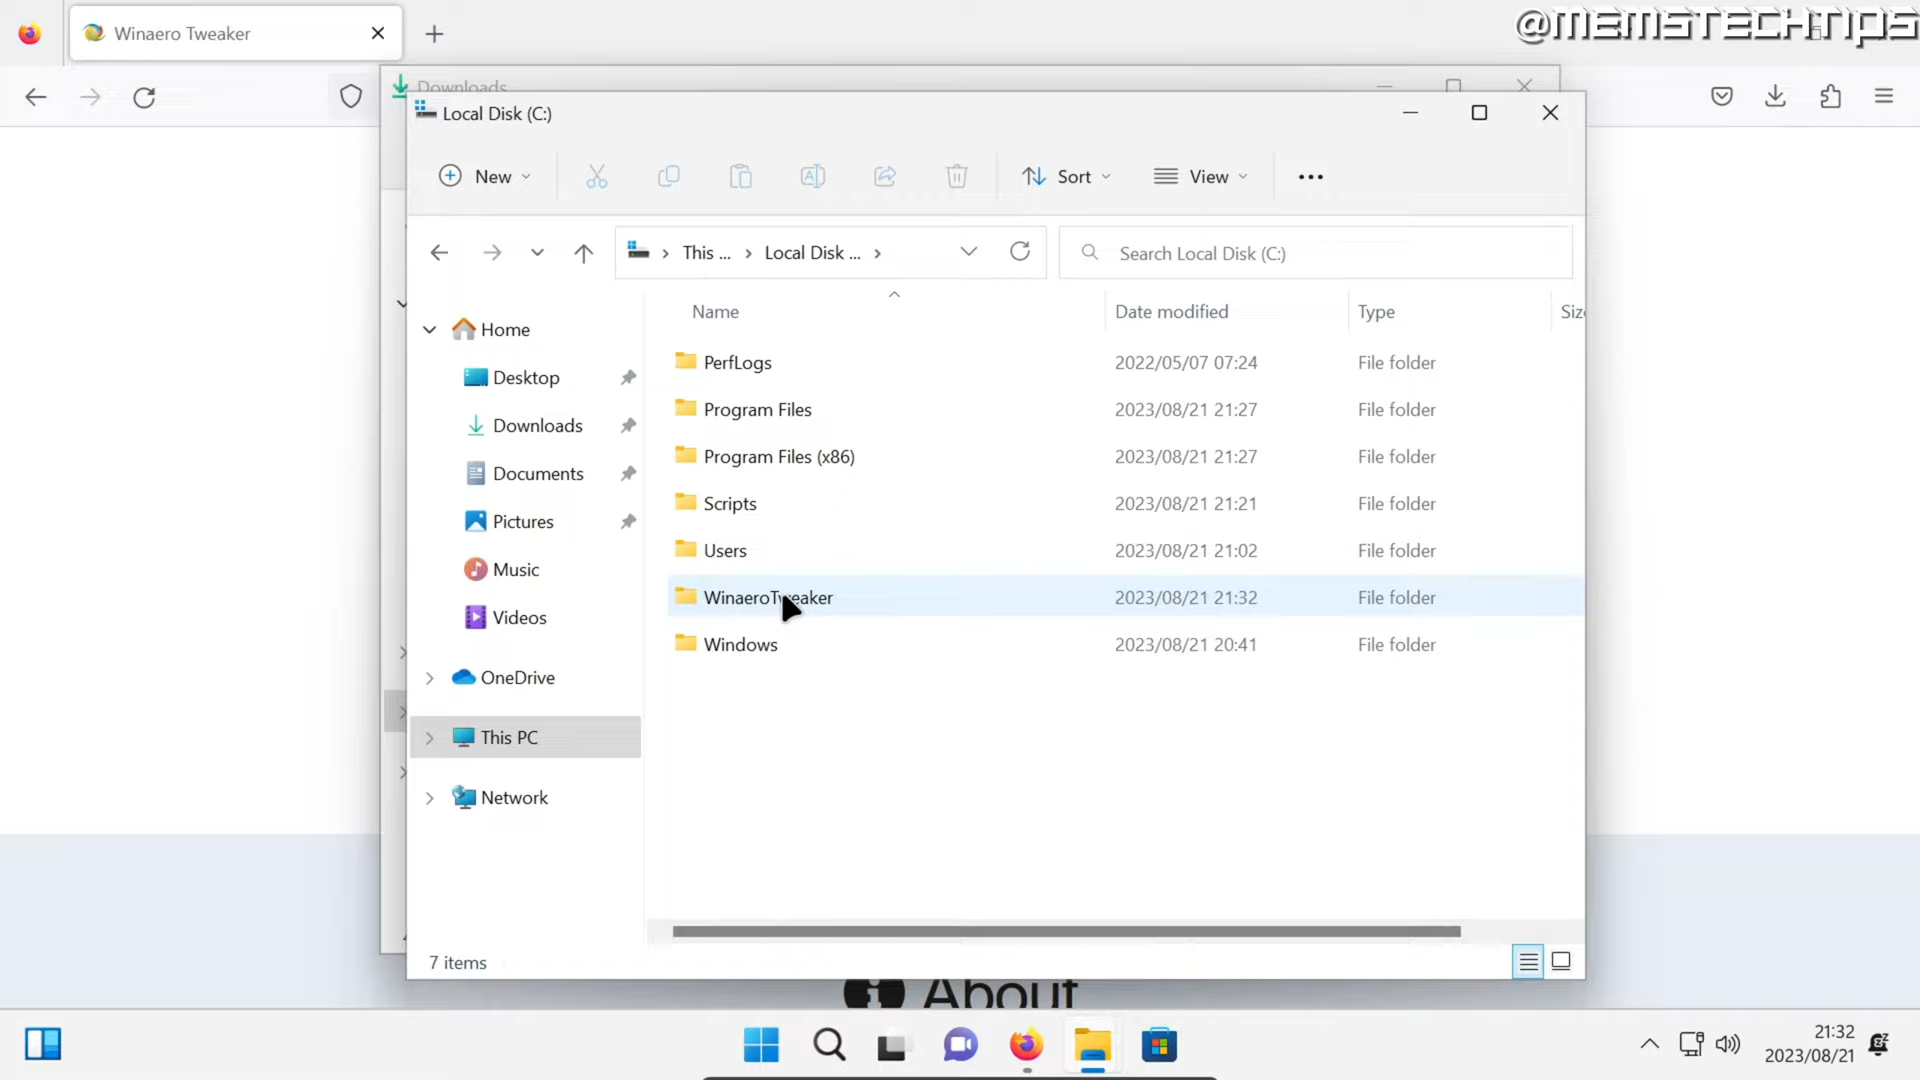 Winaero Tweaker
@MEMSTECHTIPS
Downloads
Local Disk (C:)
New
Sort
View
This ...
Local Disk ...
Search Local Disk (C:)
Name
Date modified
Type
Siz
Home
Desktop
Downloads
Documents
Pictures
Music
Videos
OneDrive
This PC
Network
PerfLogs 2022/05/07 07:24 File folder
Program Files 2023/08/21 21:27 File folder
Program Files (x86) 2023/08/21 21:27 File folder
Scripts 2023/08/21 21:21 File folder
Users 2023/08/21 21:02 File folder
WinaeroTweaker 2023/08/21 21:32 File folder
Windows 2023/08/21 20:41 File folder
7 items
About
21:32
2023/08/21